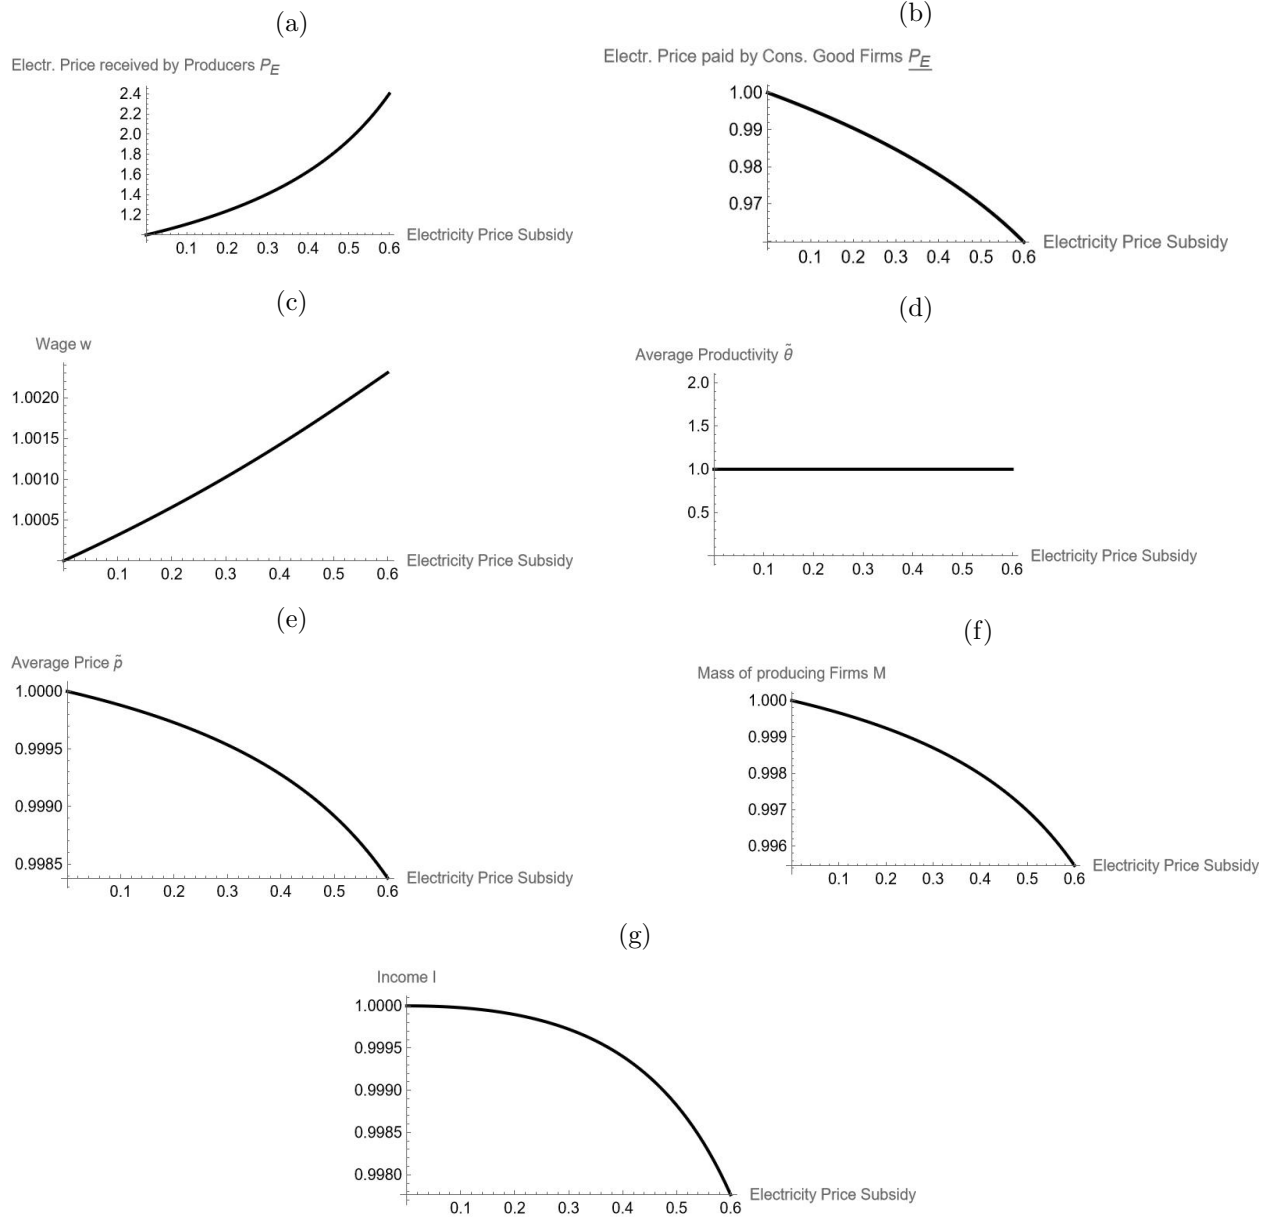 (a)
Electr. Price received by Producers P_E
2.4
2.2
2.0
1.8
1.6
1.4
1.2
0.1 0.2 0.3 0.4 0.5 0.6
Electricity Price Subsidy
(b)
Electr. Price paid by Cons. Good Firms P_E
1.00
0.99
0.98
0.97
0.1 0.2 0.3 0.4 0.5 0.6
Electricity Price Subsidy
(c)
Wage w
1.0020
1.0015
1.0010
1.0005
0.1 0.2 0.3 0.4 0.5 0.6
Electricity Price Subsidy
(d)
Average Productivity θ̃
2.0
1.5
1.0
0.5
0.1 0.2 0.3 0.4 0.5 0.6
Electricity Price Subsidy
(e)
Average Price p̃
1.0000
0.9995
0.9990
0.9985
0.1 0.2 0.3 0.4 0.5 0.6
Electricity Price Subsidy
(f)
Mass of producing Firms M
1.000
0.999
0.998
0.997
0.996
0.1 0.2 0.3 0.4 0.5 0.6
Electricity Price Subsidy
(g)
Income I
1.0000
0.9995
0.9990
0.9985
0.9980
0.1 0.2 0.3 0.4 0.5 0.6
Electricity Price Subsidy